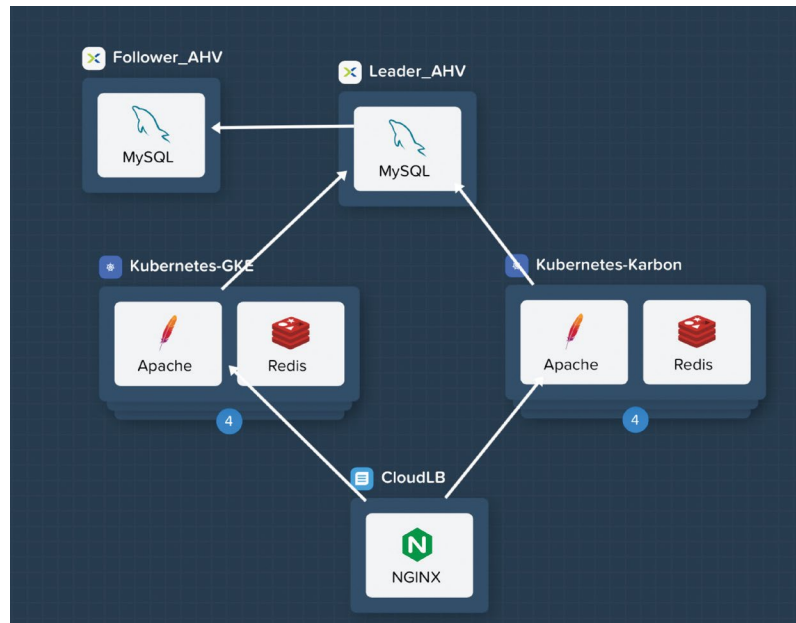 Follower_AHV
Leader_AHV
MySQL
MySQL
Kubernetes-GKE
Kubernetes-Karbon
Apache
Redis
Apache
Redis
4
4
CloudLB
N
NGINX